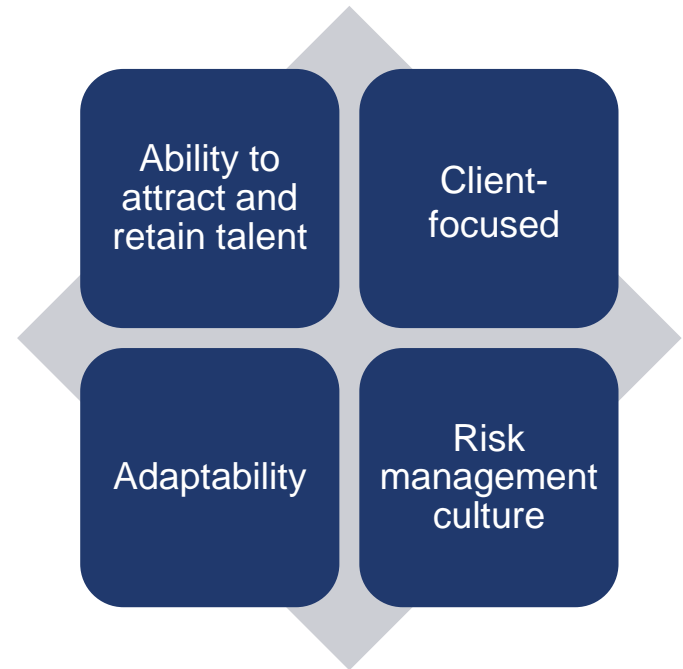 Ability to
attract and
retain talent
Client-
focused
Adaptability
Risk
management
culture